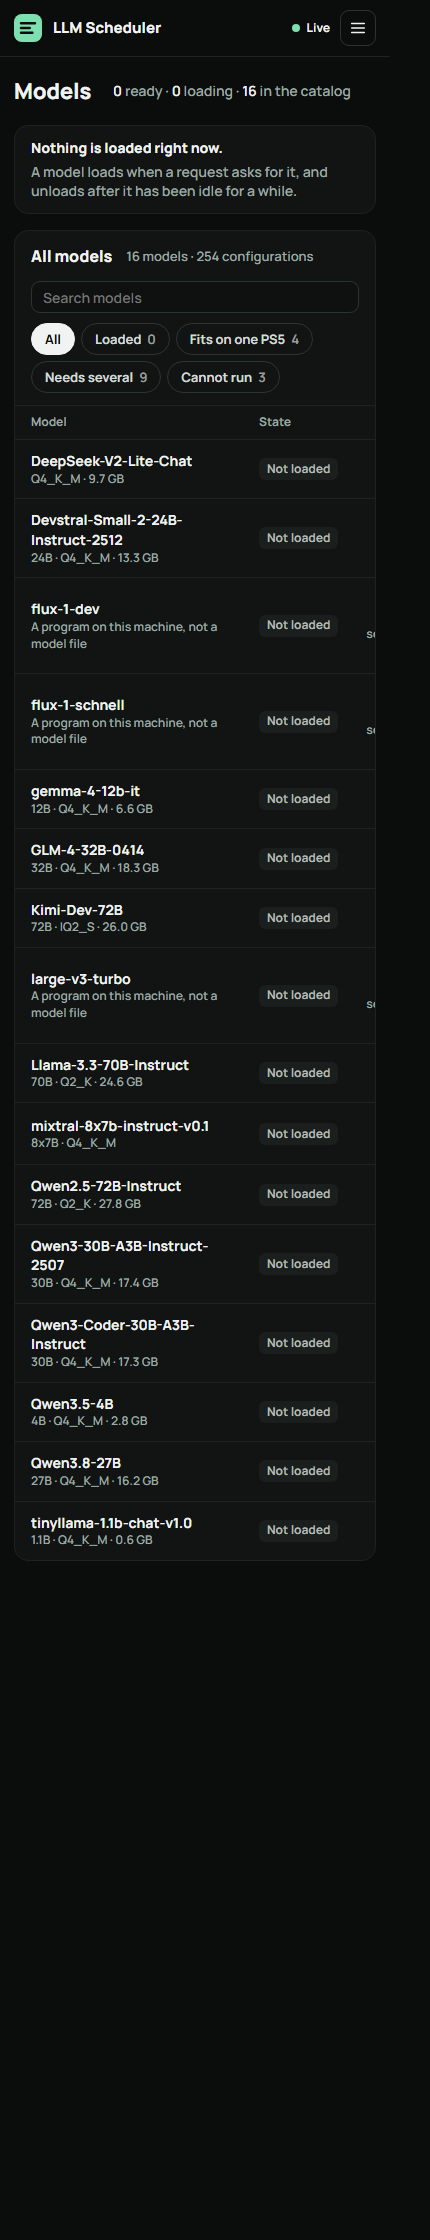 LLM Scheduler
Live
Models
0 ready · 0 loading · 16 in the catalog
Nothing is loaded right now.
A model loads when a request asks for it, and
unloads after it has been idle for a while.
All models
16 models · 254 configurations
Search models
All
Loaded 0
Fits on one PS5 4
Needs several 9
Cannot run 3
Model
State
DeepSeek-V2-Lite-Chat
Q4_K_M · 9.7 GB
Not loaded
Devstral-Small-2-24B-
Instruct-2512
24B · Q4_K_M · 13.3 GB
Not loaded
flux-1-dev
A program on this machine, not a
model file
Not loaded
flux-1-schnell
A program on this machine, not a
model file
Not loaded
gemma-4-12b-it
12B · Q4_K_M · 6.6 GB
Not loaded
GLM-4-32B-0414
32B · Q4_K_M · 18.3 GB
Not loaded
Kimi-Dev-72B
72B · IQ2_S · 26.0 GB
Not loaded
large-v3-turbo
A program on this machine, not a
model file
Not loaded
Llama-3.3-70B-Instruct
70B · Q2_K · 24.6 GB
Not loaded
mixtral-8x7b-instruct-v0.1
8x7B · Q4_K_M
Not loaded
Qwen2.5-72B-Instruct
72B · Q2_K · 27.8 GB
Not loaded
Qwen3-30B-A3B-Instruct-
2507
30B · Q4_K_M · 17.4 GB
Not loaded
Qwen3-Coder-30B-A3B-
Instruct
30B · Q4_K_M · 17.3 GB
Not loaded
Qwen3.5-4B
4B · Q4_K_M · 2.8 GB
Not loaded
Qwen3.8-27B
27B · Q4_K_M · 16.2 GB
Not loaded
tinyllama-1.1b-chat-v1.0
1.1B · Q4_K_M · 0.6 GB
Not loaded